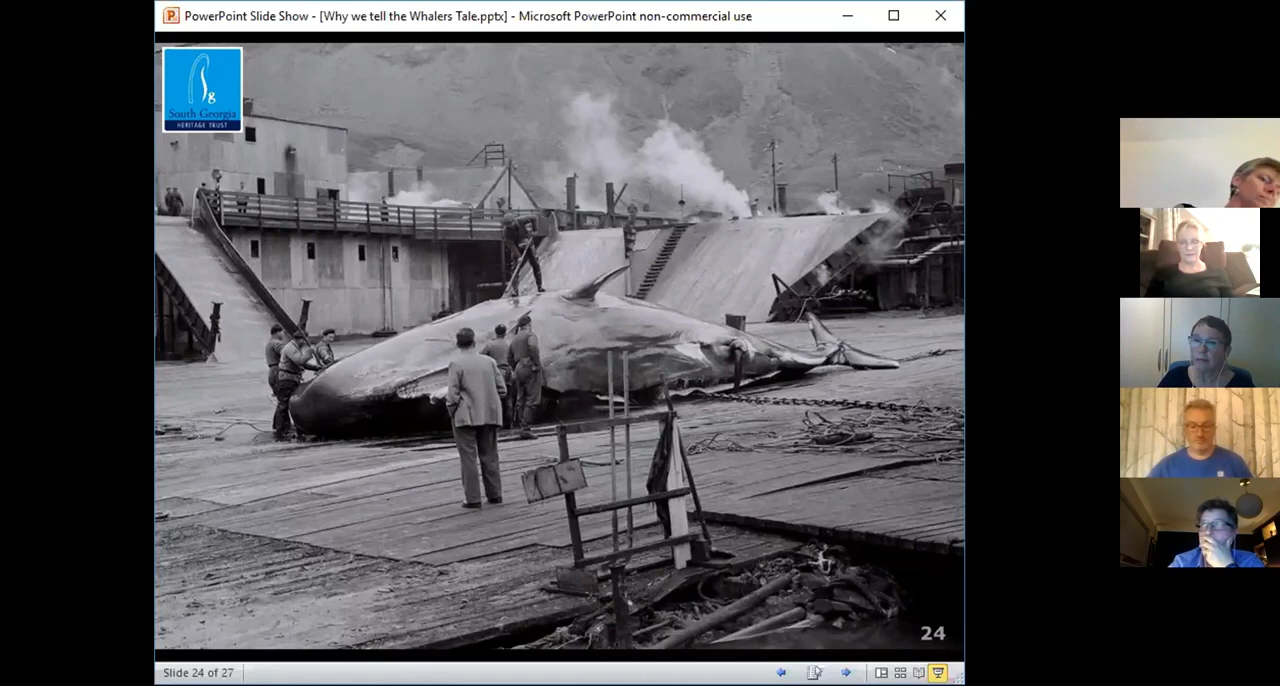 PowerPoint Slide Show - [Why we tell the Whalers Tale.pptx] - Microsoft PowerPoint non-commercial use
Sg
South Georgia
HERITAGE TRUST
24
Slide 24 of 27